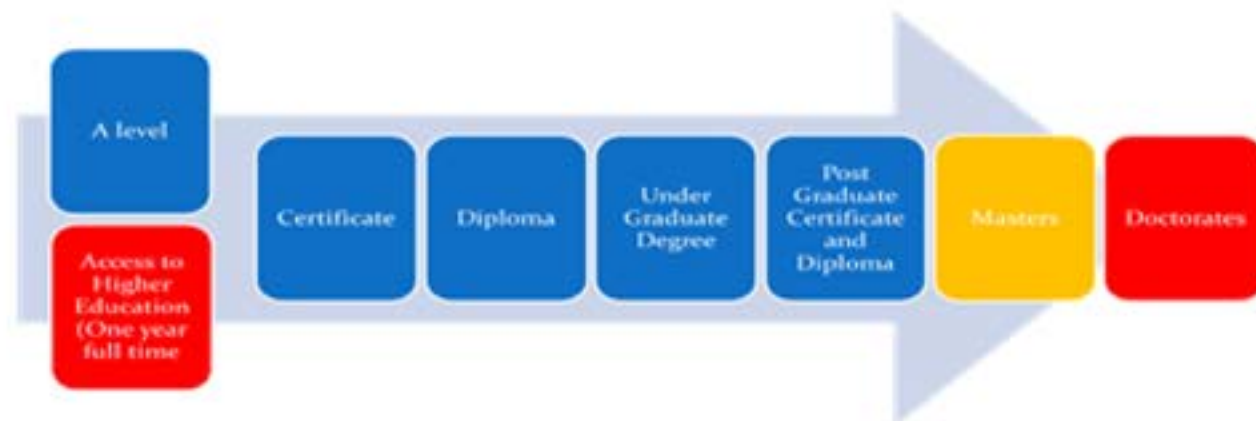 A level
Access to
Higher
Education
(One year
full time
Certificate
Diploma
Under
Graduate
Degree
Post
Graduate
Certificate
and
Diploma
Masters
Doctorates